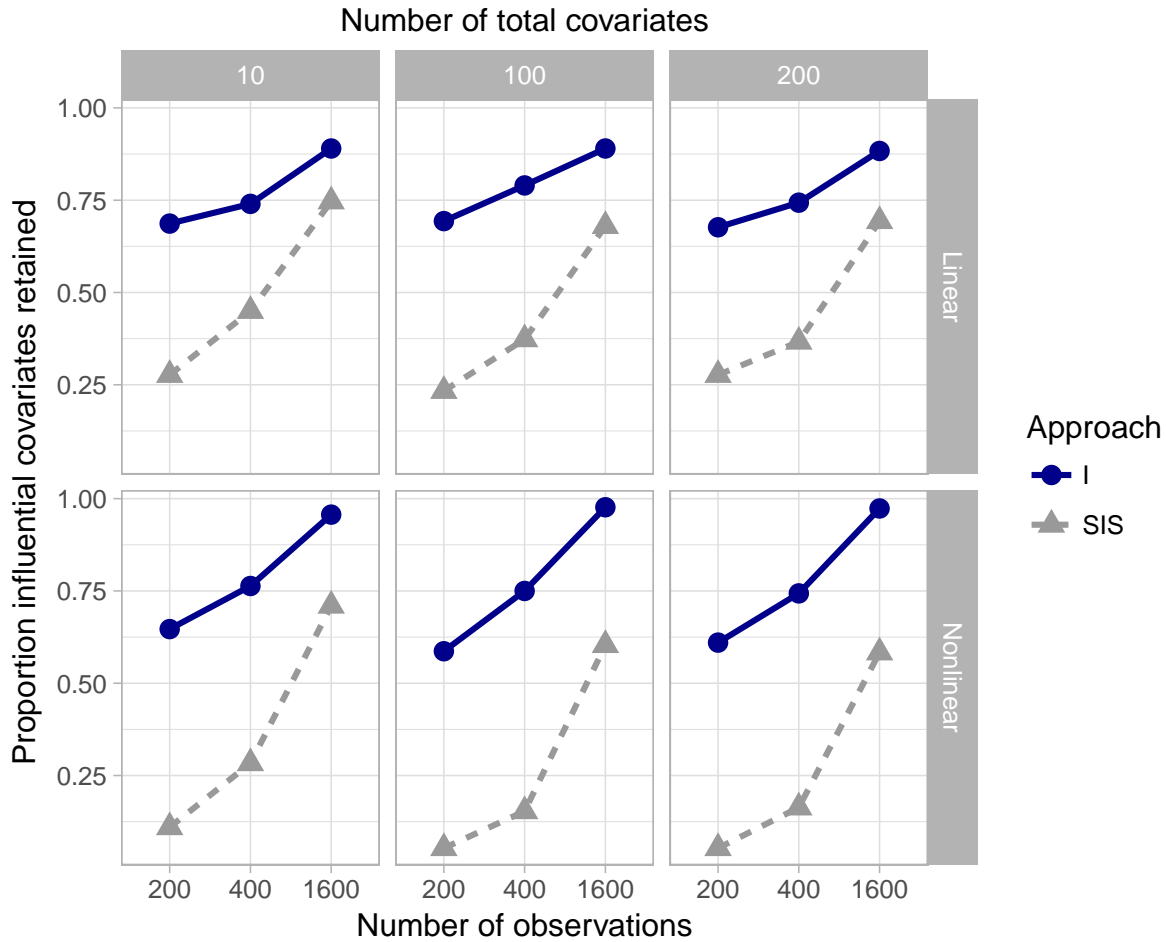 Number of total covariates
10 100 200
Proportion influential covariates retained
1.00
0.75
0.50
0.25
Linear
1.00
0.75
0.50
0.25
Nonlinear
200 400 1600 200 400 1600 200 400 1600
Number of observations
Approach
I
SIS